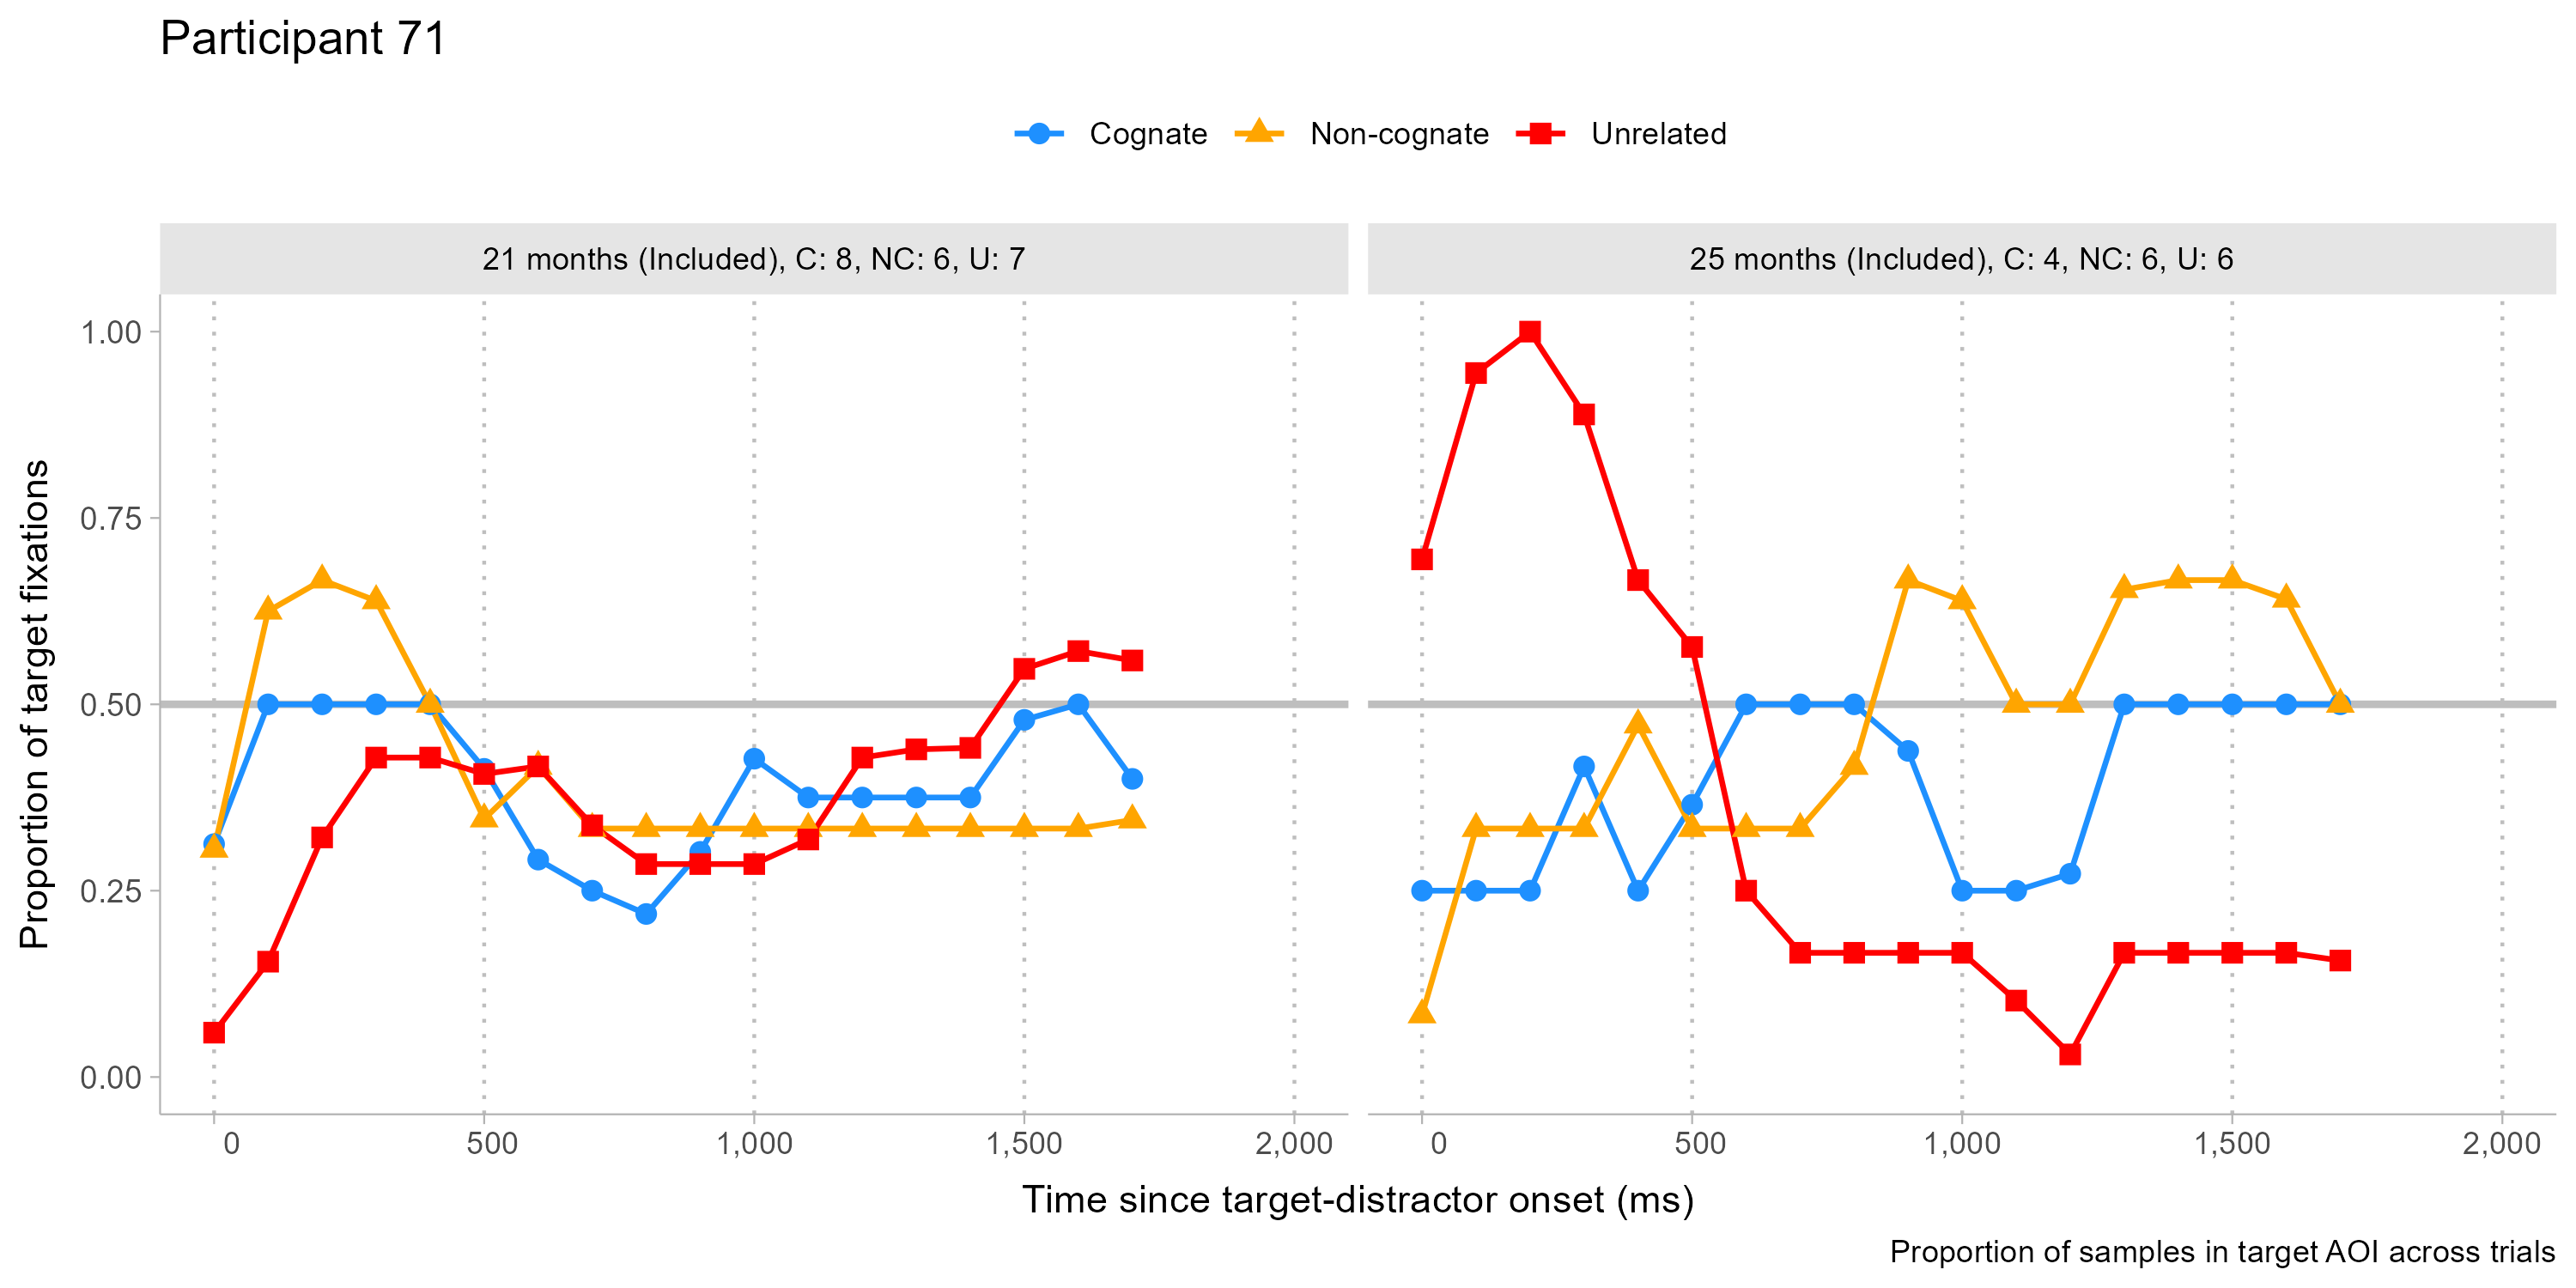 Participant 71
Cognate Non-cognate Unrelated
21 months (Included), C: 8, NC: 6, U: 7
25 months (Included), C: 4, NC: 6, U: 6
Proportion of target fixations
1.00
0.75
0.50
0.25
0.00
0 500 1,000 1,500 2,000
0 500 1,000 1,500 2,000
Time since target-distractor onset (ms)
Proportion of samples in target AOI across trials